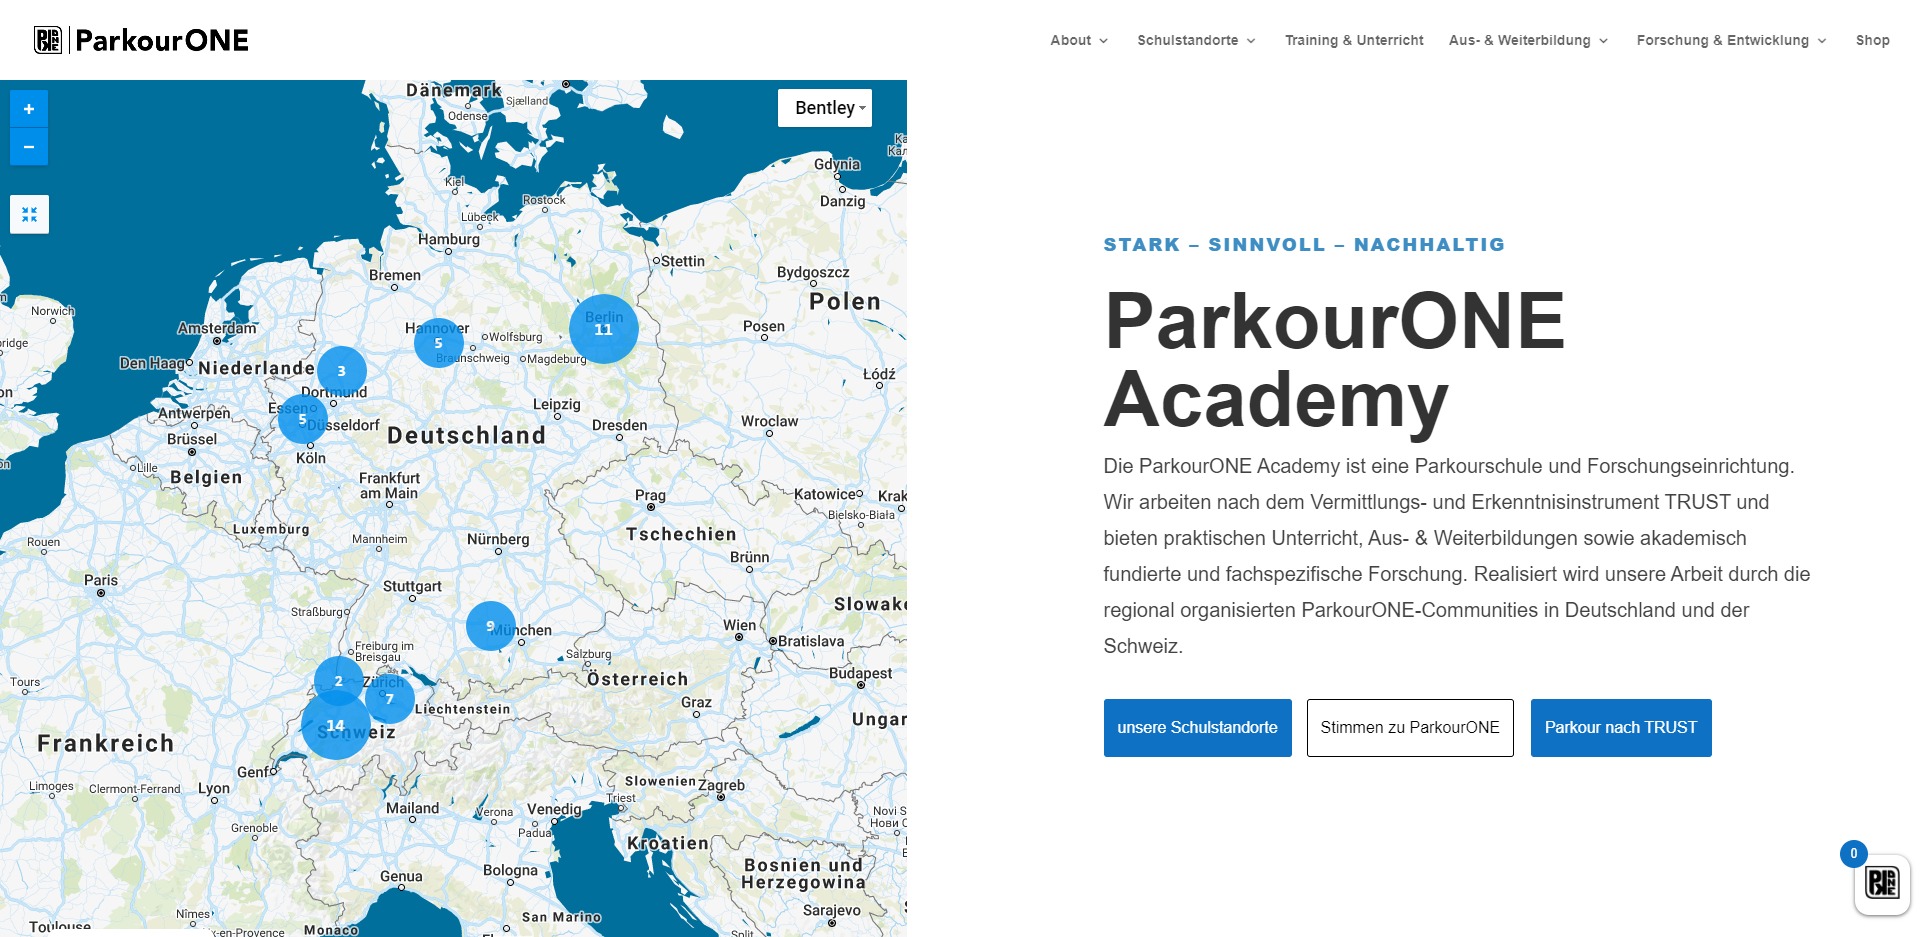 ParkourONE
About
Schulstandorte
Training & Unterricht
Aus- & Weiterbildung
Forschung & Entwicklung
Shop
+
−
Bentley
Dänemark
Sjælland
Odense
Gdynia
Danzig
Kiel
Rostock
Lübeck
Hamburg
Stettin
Bremen
Bydgoszcz
Polen
Norwich
Amsterdam
Hannover
5
Wolfsburg
Berlin
11
Posen
Den Haag
Niederlande
3
Braunschweig
Magdeburg
Łódź
Dortmund
Antwerpen
Essen
5
Düsseldorf
Leipzig
Dresden
Wroclaw
Brüssel
Deutschland
Köln
Lille
Belgien
Frankfurt
am Main
Prag
Katowice
Krak
Bielsko-Biała
Luxemburg
Tschechien
Rouen
Mannheim
Nürnberg
Brünn
Paris
Stuttgart
Straßburg
Slowake
9
München
Wien
Bratislava
Freiburg im
Breisgau
Salzburg
Tours
2
Zürich
7
Österreich
Budapest
Liechtenstein
Graz
14
Schweiz
Ungar
Frankreich
Genf
Slowenien
Zagreb
Limoges
Clermont-Ferrand
Lyon
Mailand
Verona
Venedig
Triest
Padua
Novi S
Нови С
Grenoble
Kroatien
Bologna
Bosnien und
Herzegowina
Genua
Nîmes
San Marino
Sarajevo
Toulouse
x-en-Provence
Monaco
Split
STARK – SINNVOLL – NACHHALTIG
ParkourONE
Academy
Die ParkourONE Academy ist eine Parkourschule und Forschungseinrichtung.
Wir arbeiten nach dem Vermittlungs- und Erkenntnisinstrument TRUST und
bieten praktischen Unterricht, Aus- & Weiterbildungen sowie akademisch
fundierte und fachspezifische Forschung. Realisiert wird unsere Arbeit durch die
regional organisierten ParkourONE-Communities in Deutschland und der
Schweiz.
unsere Schulstandorte
Stimmen zu ParkourONE
Parkour nach TRUST
0